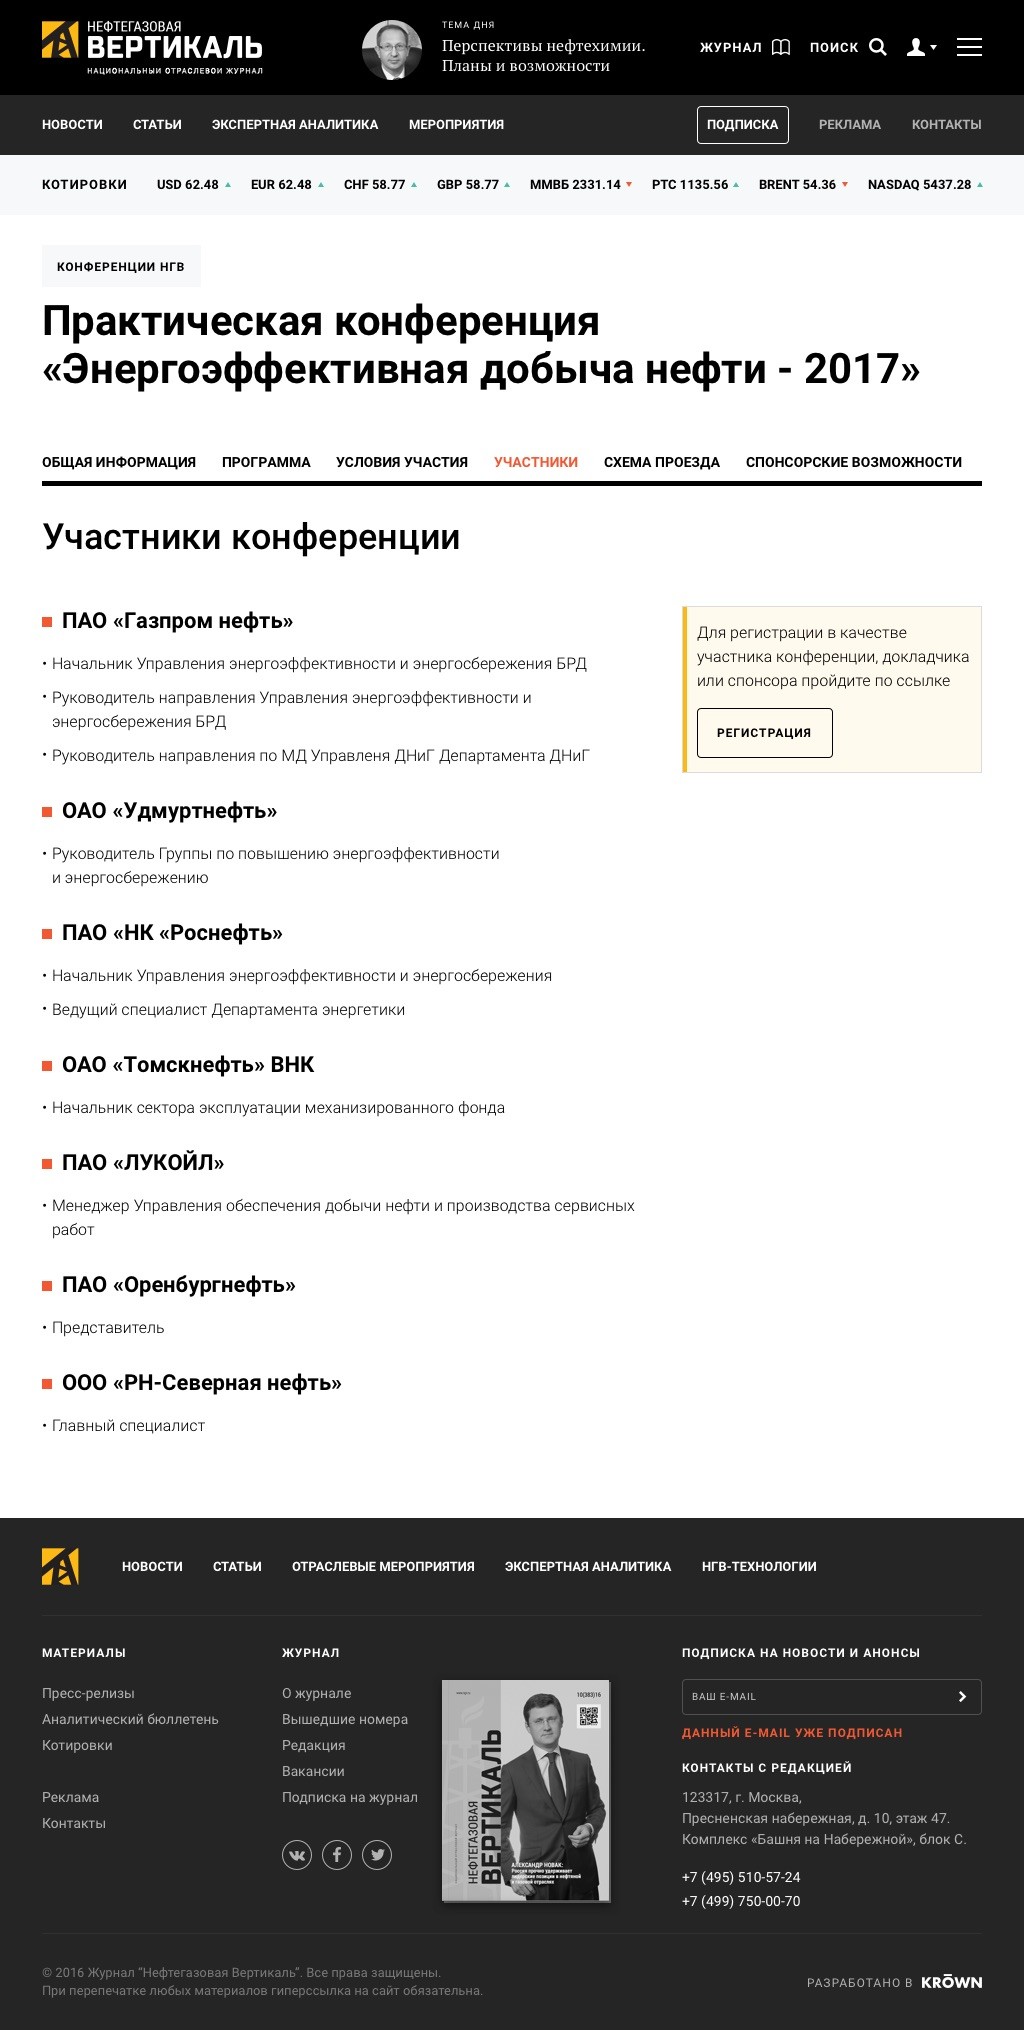 НЕФТЕГАЗОВАЯ
ВЕРТИКАЛЬ
НАЦИОНАЛЬНЫЙ ОТРАСЛЕВОЙ ЖУРНАЛ
ТЕМА ДНЯ
Перспективы нефтехимии.
Планы и возможности
ЖУРНАЛ ПОИСК
НОВОСТИ СТАТЬИ ЭКСПЕРТНАЯ АНАЛИТИКА МЕРОПРИЯТИЯ ПОДПИСКА РЕКЛАМА КОНТАКТЫ
КОТИРОВКИ USD 62.48 EUR 62.48 CHF 58.77 GBP 58.77 ММВБ 2331.14 РТС 1135.56 BRENT 54.36 NASDAQ 5437.28
КОНФЕРЕНЦИИ НГВ
Практическая конференция
«Энергоэффективная добыча нефти - 2017»
ОБЩАЯ ИНФОРМАЦИЯ ПРОГРАММА УСЛОВИЯ УЧАСТИЯ УЧАСТНИКИ СХЕМА ПРОЕЗДА СПОНСОРСКИЕ ВОЗМОЖНОСТИ
Участники конференции
ПАО «Газпром нефть»
• Начальник Управления энергоэффективности и энергосбережения БРД
• Руководитель направления Управления энергоэффективности и
энергосбережения БРД
• Руководитель направления по МД Управленя ДНиГ Департамента ДНиГ
ОАО «Удмуртнефть»
• Руководитель Группы по повышению энергоэффективности
и энергосбережению
ПАО «НК «Роснефть»
• Начальник Управления энергоэффективности и энергосбережения
• Ведущий специалист Департамента энергетики
ОАО «Томскнефть» ВНК
• Начальник сектора эксплуатации механизированного фонда
ПАО «ЛУКОЙЛ»
• Менеджер Управления обеспечения добычи нефти и производства сервисных
работ
ПАО «Оренбургнефть»
• Представитель
ООО «РН-Северная нефть»
• Главный специалист
Для регистрации в качестве
участника конференции, докладчика
или спонсора пройдите по ссылке
РЕГИСТРАЦИЯ
НОВОСТИ СТАТЬИ ОТРАСЛЕВЫЕ МЕРОПРИЯТИЯ ЭКСПЕРТНАЯ АНАЛИТИКА НГВ-ТЕХНОЛОГИИ
МАТЕРИАЛЫ
Пресс-релизы
Аналитический бюллетень
Котировки
Реклама
Контакты
ЖУРНАЛ
О журнале
Вышедшие номера
Редакция
Вакансии
Подписка на журнал
10(383)16
НЕФТЕГАЗОВАЯ
ВЕРТИКАЛЬ
АЛЕКСАНДР НОВАК:
Россия прочно удерживает
лидерские позиции в нефтяной
и газовой отраслях
ПОДПИСКА НА НОВОСТИ И АНОНСЫ
ВАШ E-MAIL
ДАННЫЙ E-MAIL УЖЕ ПОДПИСАН
КОНТАКТЫ С РЕДАКЦИЕЙ
123317, г. Москва,
Пресненская набережная, д. 10, этаж 47.
Комплекс «Башня на Набережной», блок С.
+7 (495) 510-57-24
+7 (499) 750-00-70
© 2016 Журнал “Нефтегазовая Вертикаль”. Все права защищены.
При перепечатке любых материалов гиперссылка на сайт обязательна.
РАЗРАБОТАНО В KRŌWN